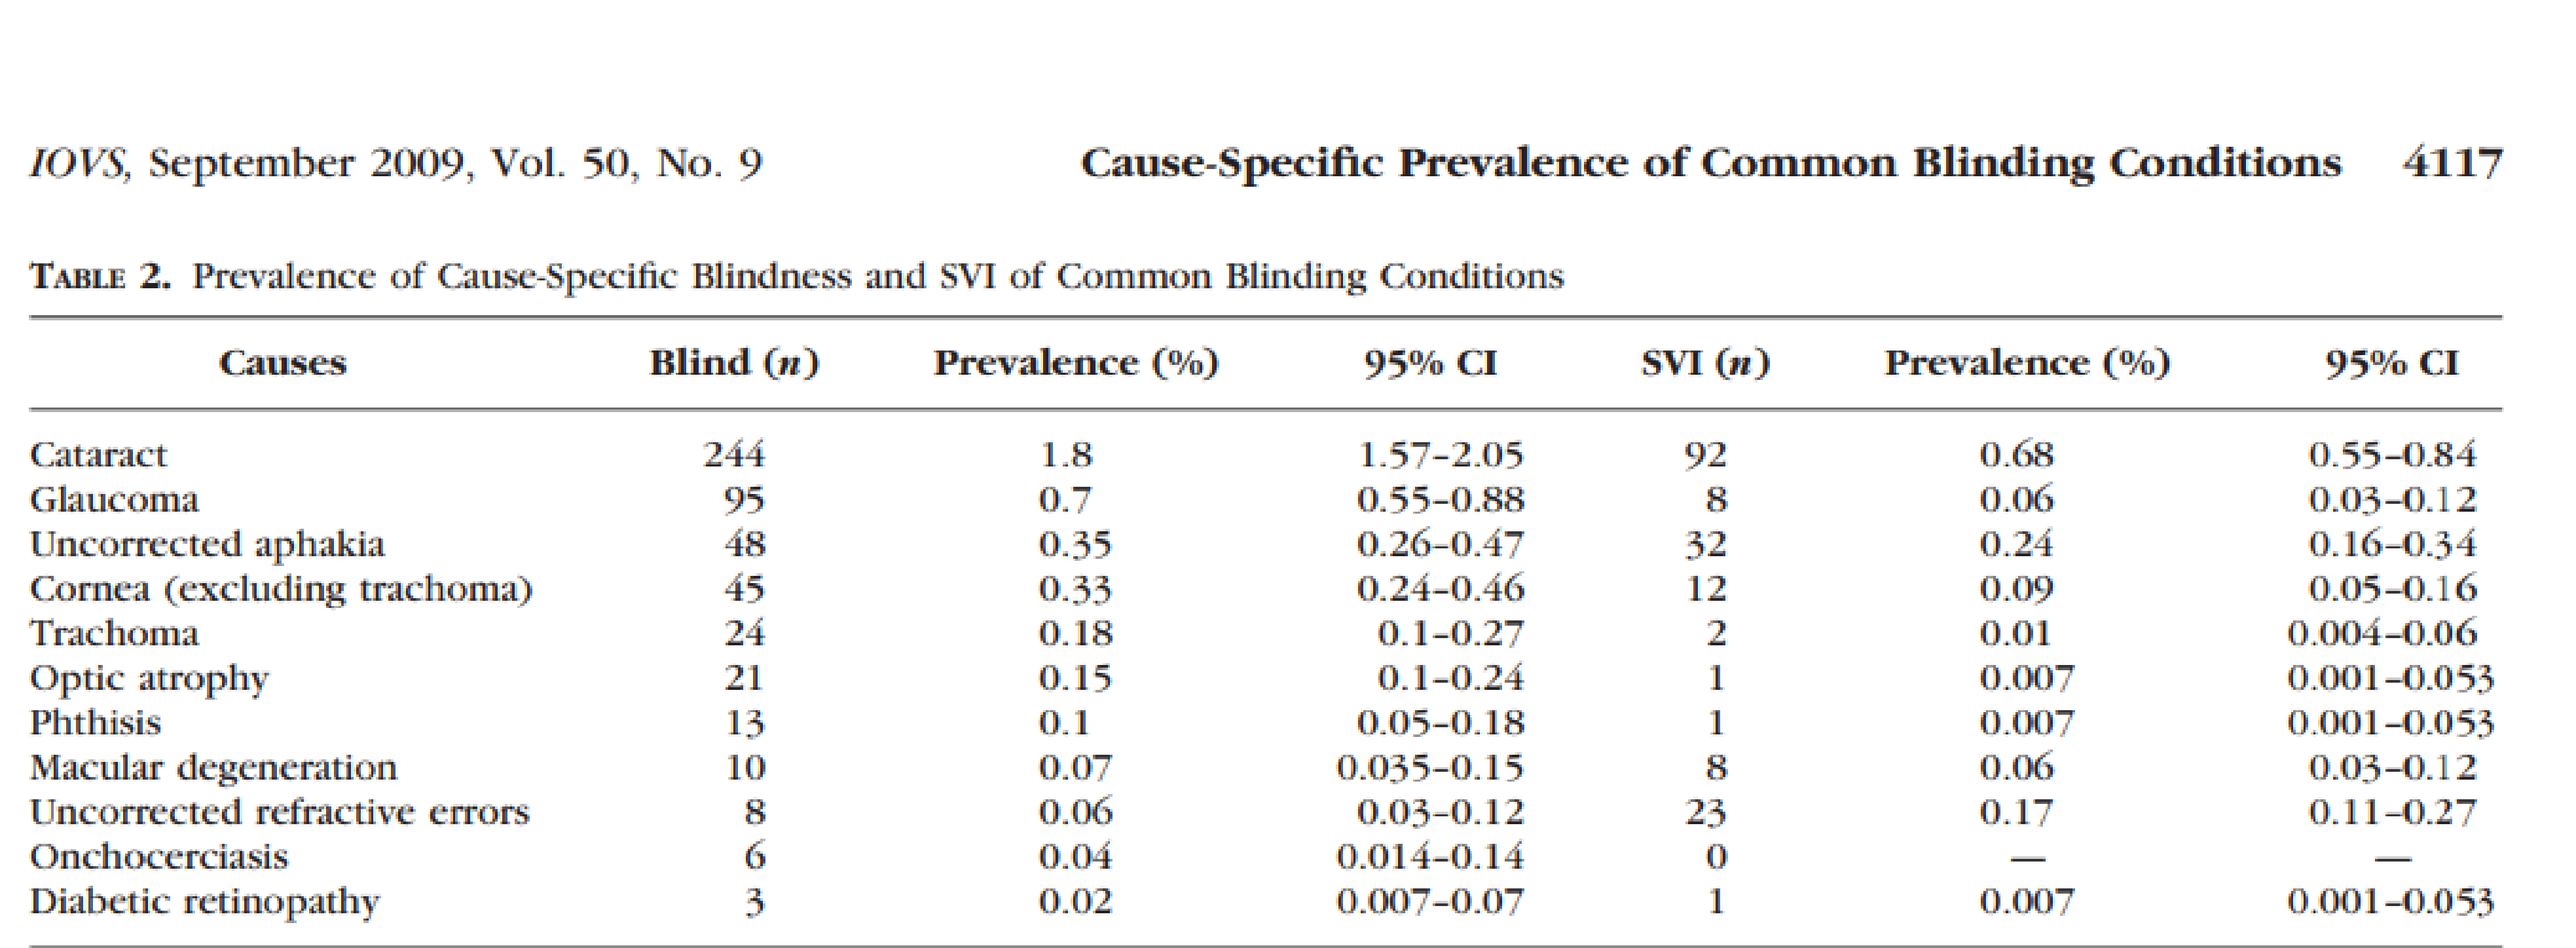 IOVS, September 2009, Vol. 50, No. 9 Cause-Specific Prevalence of Common Blinding Conditions 4117
TABLE 2. Prevalence of Cause-Specific Blindness and SVI of Common Blinding Conditions
Causes Blind (n) Prevalence (%) 95% CI SVI (n) Prevalence (%) 95% CI
Cataract 244 1.8 1.57–2.05 92 0.68 0.55–0.84
Glaucoma 95 0.7 0.55–0.88 8 0.06 0.03–0.12
Uncorrected aphakia 48 0.35 0.26–0.47 32 0.24 0.16–0.34
Cornea (excluding trachoma) 45 0.33 0.24–0.46 12 0.09 0.05–0.16
Trachoma 24 0.18 0.1–0.27 2 0.01 0.004–0.06
Optic atrophy 21 0.15 0.1–0.24 1 0.007 0.001–0.053
Phthisis 13 0.1 0.05–0.18 1 0.007 0.001–0.053
Macular degeneration 10 0.07 0.035–0.15 8 0.06 0.03–0.12
Uncorrected refractive errors 8 0.06 0.03–0.12 23 0.17 0.11–0.27
Onchocerciasis 6 0.04 0.014–0.14 0 — —
Diabetic retinopathy 3 0.02 0.007–0.07 1 0.007 0.001–0.053